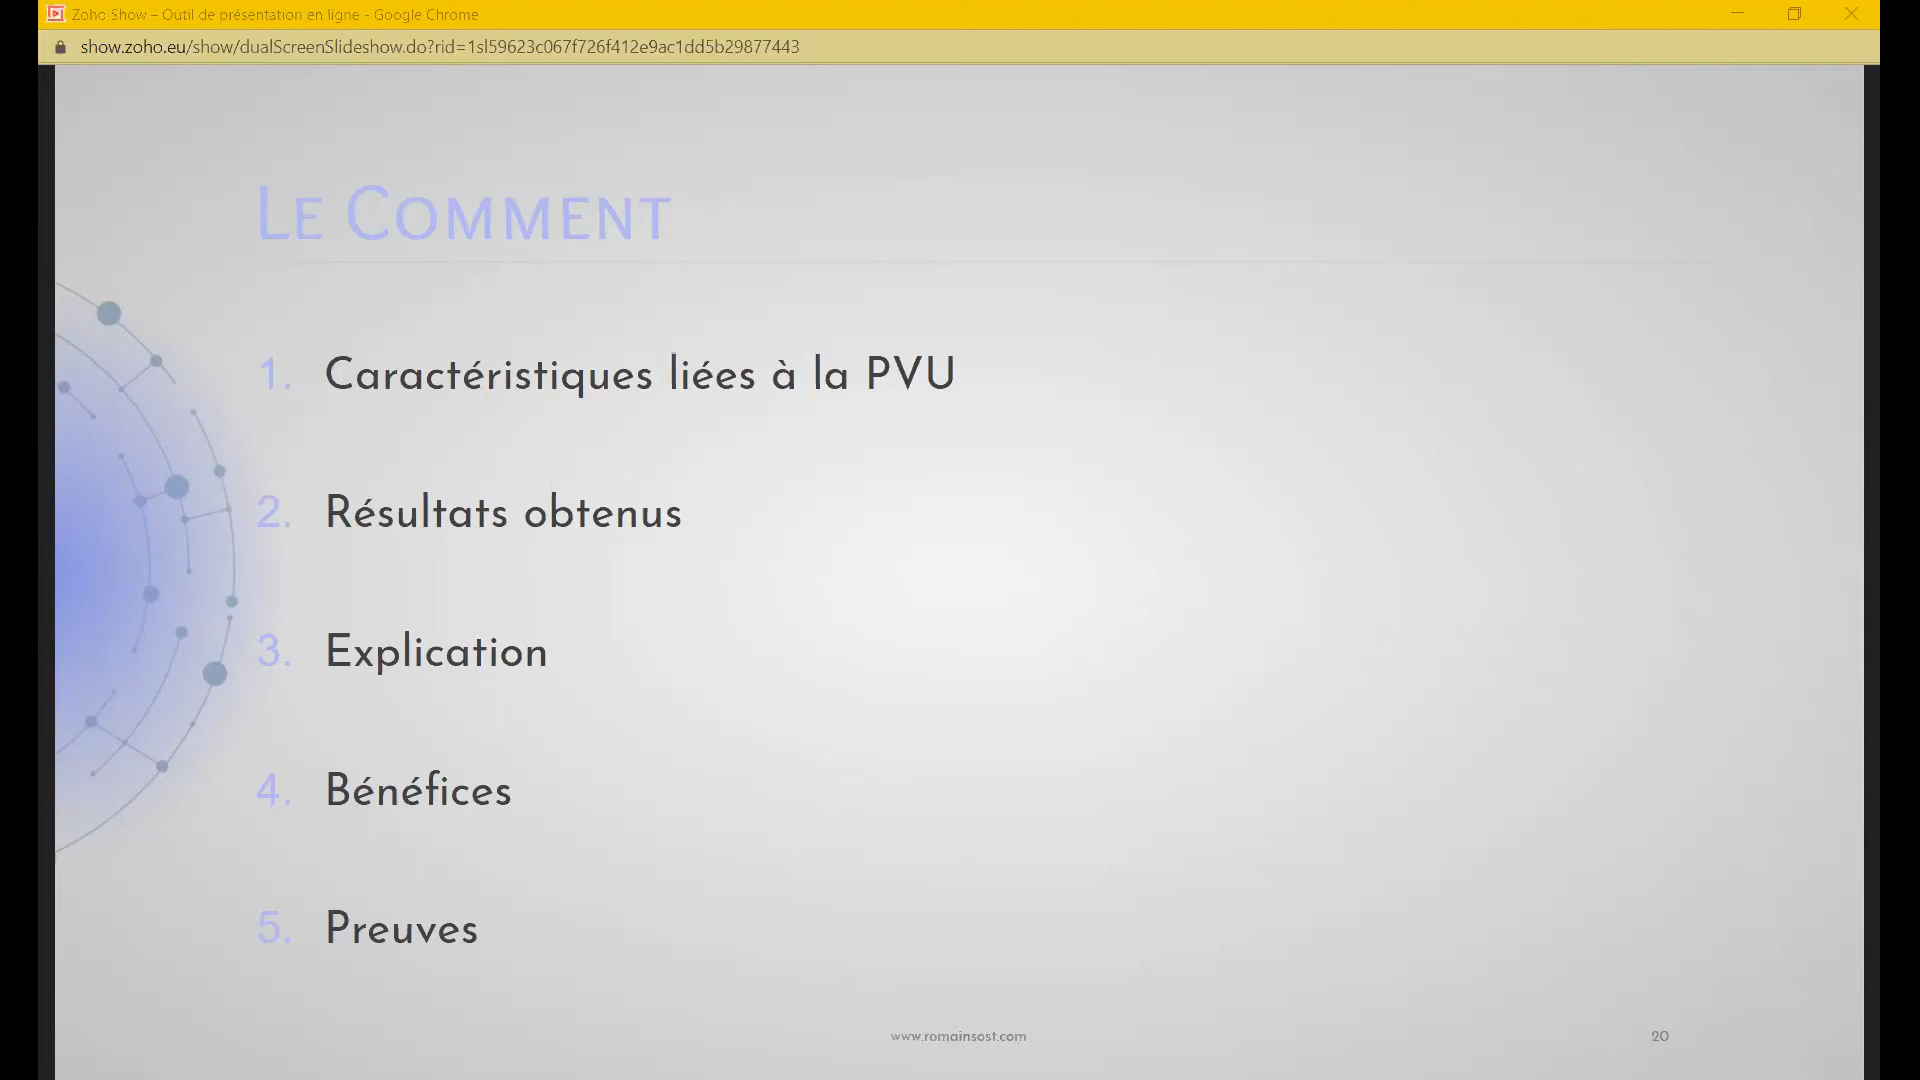 Zoho Show – Outil de présentation en ligne - Google Chrome
show.zoho.eu/show/dualScreenSlideshow.do?rid=1sl59623c067f726f412e9ac1dd5b29877443
Le Comment
1. Caractéristiques liées à la PVU
2. Résultats obtenus
3. Explication
4. Bénéfices
5. Preuves
www.romainsost.com
20